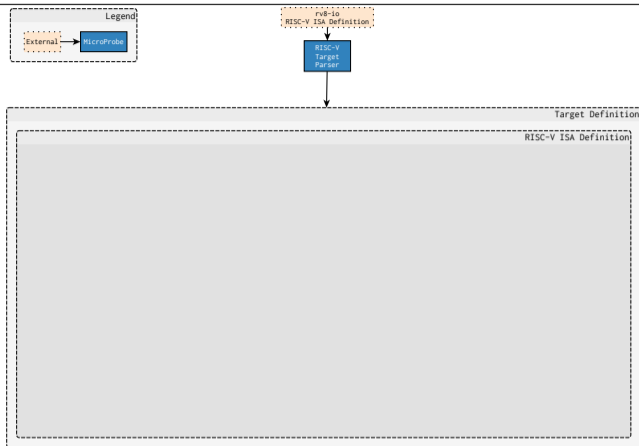 Legend
External
MicroProbe
rv8-io
RISC-V ISA Definition
RISC-V
Target
Parser
Target Definition
RISC-V ISA Definition